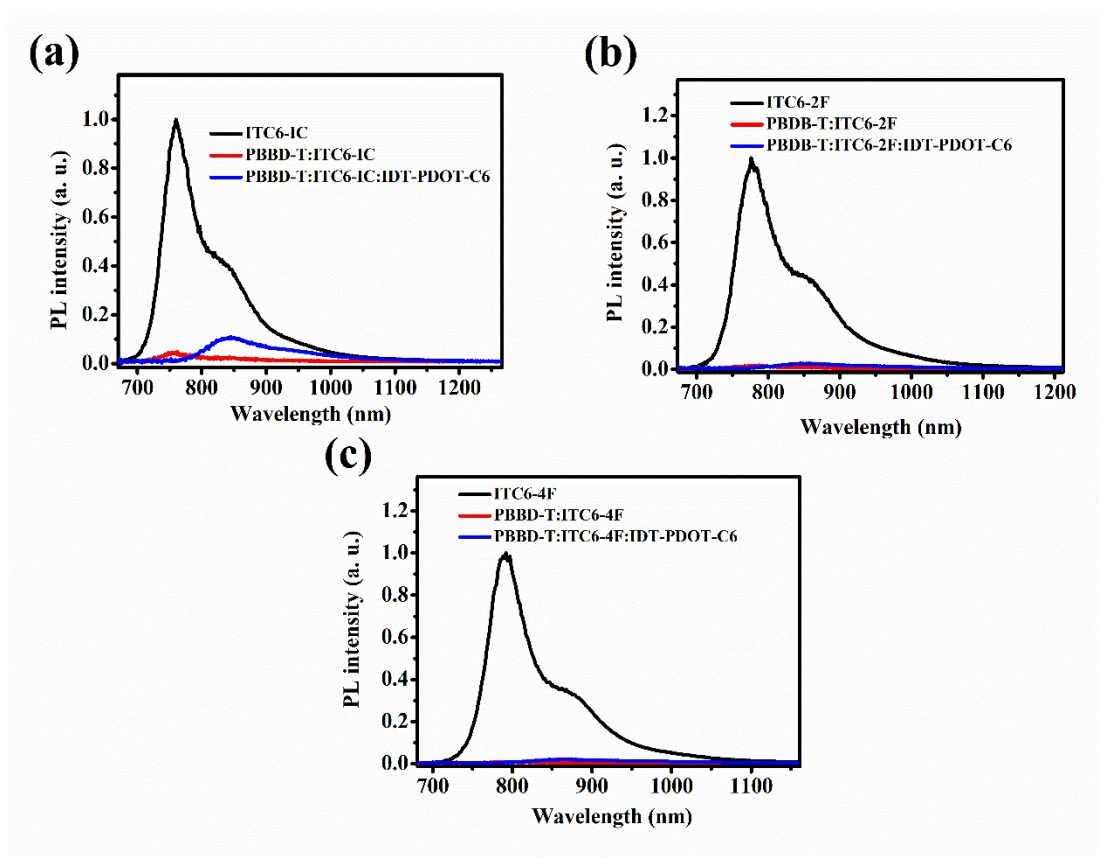 (a)
PL intensity (a. u.)
1.0
0.8
0.6
0.4
0.2
0.0
ITC6-IC
PBBD-T:ITC6-IC
PBBD-T:ITC6-IC:IDT-PDOT-C6
700 800 900 1000 1100 1200
Wavelength (nm)
(b)
PL intensity (a. u.)
1.2
1.0
0.8
0.6
0.4
0.2
0.0
ITC6-2F
PBDB-T:ITC6-2F
PBDB-T:ITC6-2F:IDT-PDOT-C6
700 800 900 1000 1100 1200
Wavelength (nm)
(c)
PL intensity (a. u.)
1.2
1.0
0.8
0.6
0.4
0.2
0.0
ITC6-4F
PBBD-T:ITC6-4F
PBBD-T:ITC6-4F:IDT-PDOT-C6
700 800 900 1000 1100
Wavelength (nm)